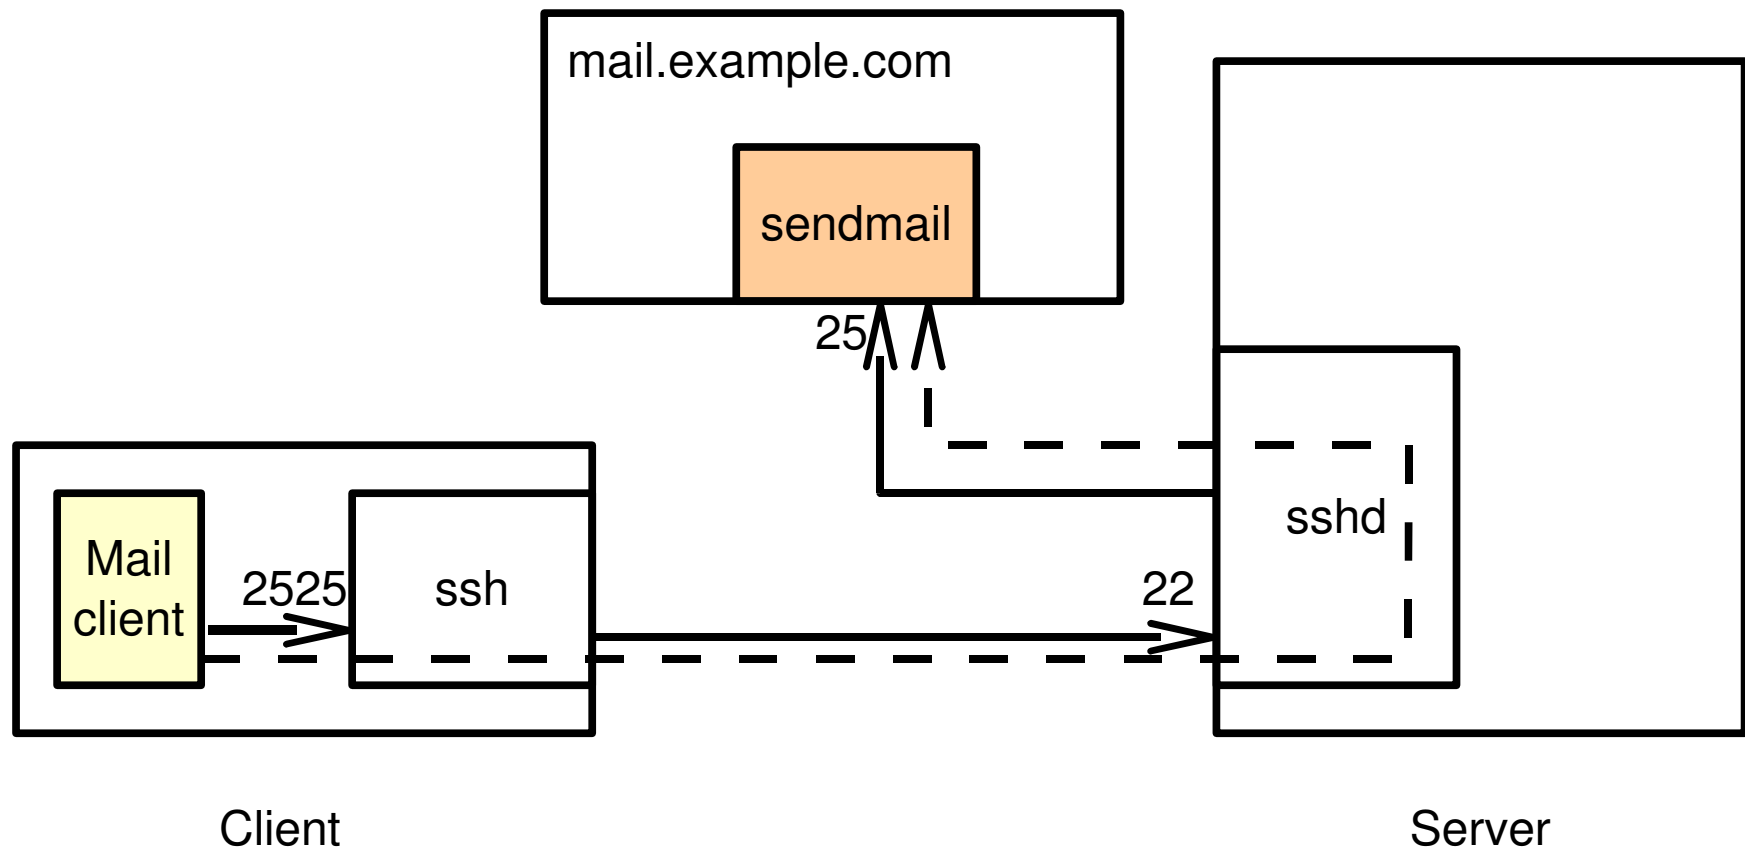 mail.example.com
sendmail
25
sshd
Mail
client
2525
ssh
22
Client
Server